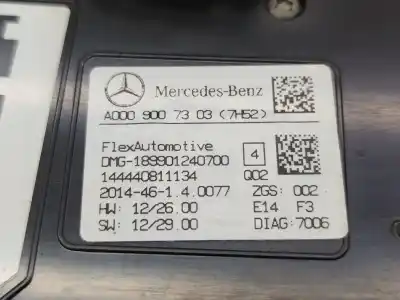 Mercedes-Benz
A000 900 73 03 (7H52)
FlexAutomotive
DMG-189901240700 4
144440811134 Q02
2014-46-1.4.0077 ZGS: 002
HW: 12/26.00 E14 F3
SW: 12/29.00 DIAG:7006